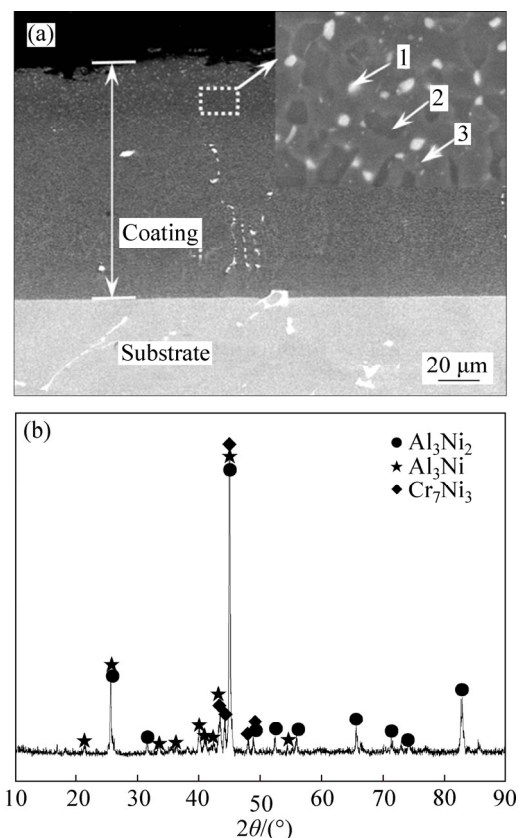 (a)
1
2
3
Coating
Substrate
20 μm
(b)
Al₃Ni₂
Al₃Ni
Cr₇Ni₃
10 20 30 40 50 60 70 80 90
2θ/(°)